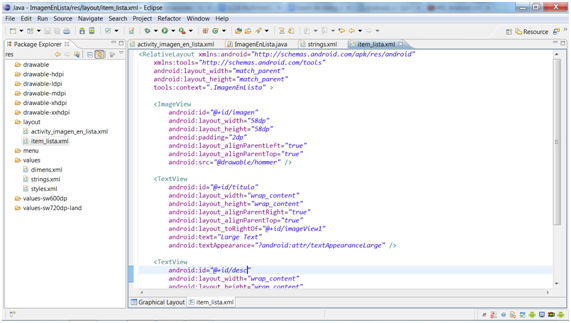 Java - ImagenEnLista/res/layout/item_lista.xml - Eclipse
File Edit Run Source Navigate Search Project Refactor Window Help
Resource
Package Explorer
activity_imagen_en_lista.xml ImagenEnLista.java strings.xml item_lista.xml
res
drawable
drawable-hdpi
drawable-ldpi
drawable-mdpi
drawable-xhdpi
drawable-xxhdpi
layout
activity_imagen_en_lista.xml
item_lista.xml
menu
values
dimens.xml
strings.xml
styles.xml
values-sw600dp
values-sw720dp-land
<RelativeLayout xmlns:android="http://schemas.android.com/apk/res/android"
xmlns:tools="http://schemas.android.com/tools"
android:layout_width="match_parent"
android:layout_height="match_parent"
tools:context=".ImagenEnLista" >
<ImageView
android:id="@+id/imagen"
android:layout_width="58dp"
android:layout_height="58dp"
android:padding="2dp"
android:layout_alignParentLeft="true"
android:layout_alignParentTop="true"
android:src="@drawable/hommer" />
<TextView
android:id="@+id/titulo"
android:layout_width="wrap_content"
android:layout_height="wrap_content"
android:layout_alignParentRight="true"
android:layout_alignParentTop="true"
android:layout_toRightOf="@+id/imageView1"
android:text="Large Text"
android:textAppearance="?android:attr/textAppearanceLarge" />
<TextView
android:id="@+id/desc"
android:layout_width="wrap_content"
android:layout_height="wrap_content"
Graphical Layout item_lista.xml